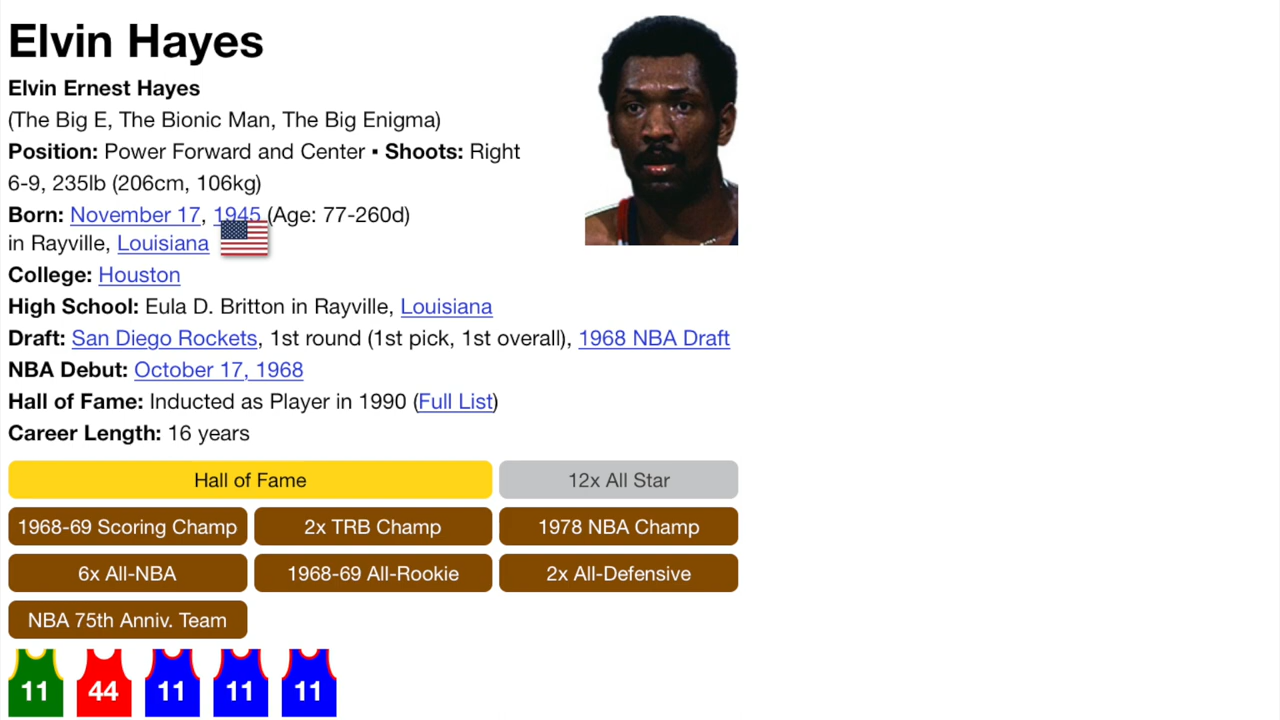 Elvin Hayes
Elvin Ernest Hayes
(The Big E, The Bionic Man, The Big Enigma)
Position: Power Forward and Center ▪ Shoots: Right
6-9, 235lb (206cm, 106kg)
Born: November 17, 1945 (Age: 77-260d)
in Rayville, Louisiana
College: Houston
High School: Eula D. Britton in Rayville, Louisiana
Draft: San Diego Rockets, 1st round (1st pick, 1st overall), 1968 NBA Draft
NBA Debut: October 17, 1968
Hall of Fame: Inducted as Player in 1990 (Full List)
Career Length: 16 years
Hall of Fame 12x All Star
1968-69 Scoring Champ 2x TRB Champ 1978 NBA Champ
6x All-NBA 1968-69 All-Rookie 2x All-Defensive
NBA 75th Anniv. Team
11 44 11 11 11